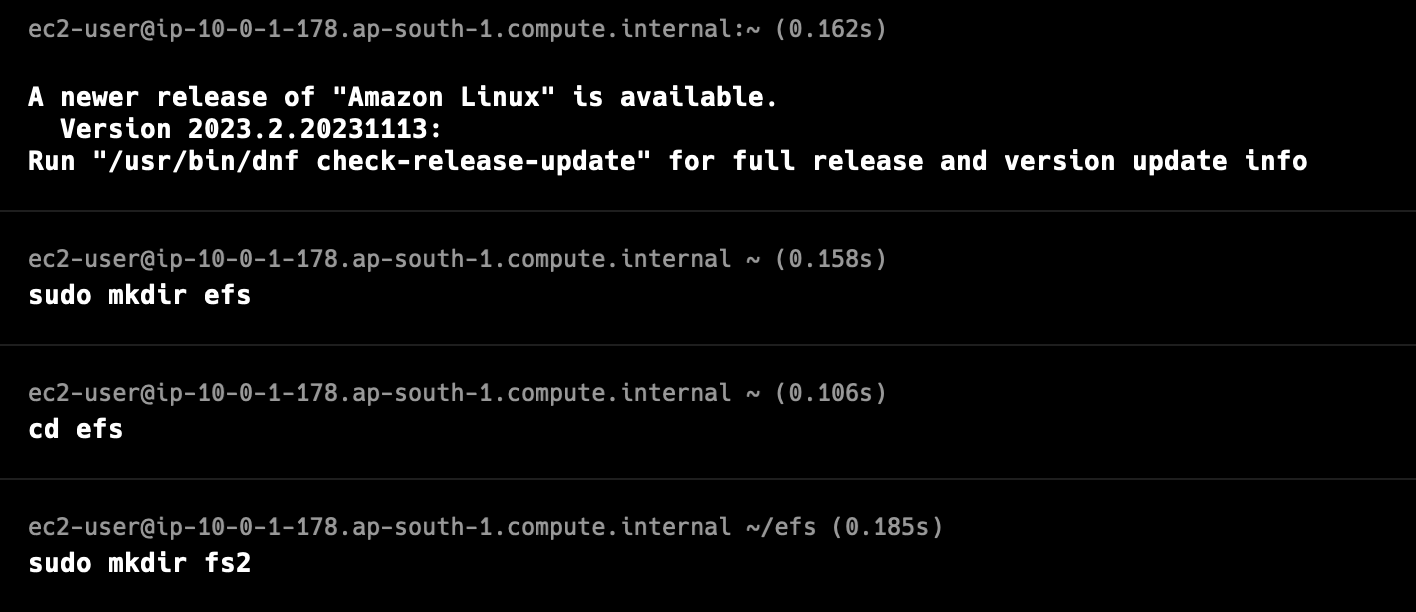 ec2-user@ip-10-0-1-178.ap-south-1.compute.internal:~ (0.162s)
A newer release of "Amazon Linux" is available.
  Version 2023.2.20231113:
Run "/usr/bin/dnf check-release-update" for full release and version update info
ec2-user@ip-10-0-1-178.ap-south-1.compute.internal ~ (0.158s)
sudo mkdir efs
ec2-user@ip-10-0-1-178.ap-south-1.compute.internal ~ (0.106s)
cd efs
ec2-user@ip-10-0-1-178.ap-south-1.compute.internal ~/efs (0.185s)
sudo mkdir fs2